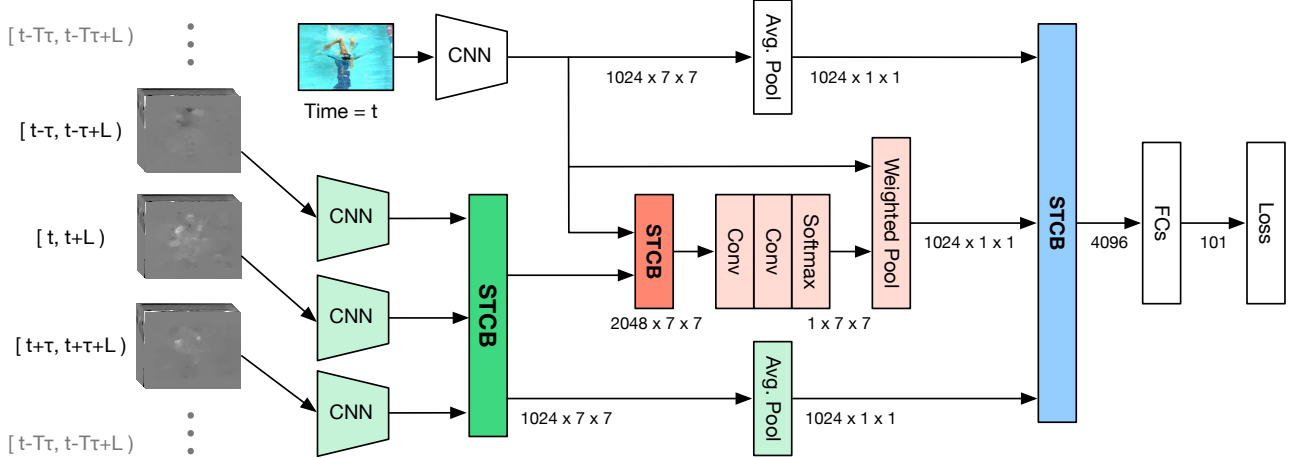 [ t-Tτ, t-Tτ+L )
[ t-τ, t-τ+L )
[ t, t+L )
[ t+τ, t+τ+L )
[ t-Tτ, t-Tτ+L )
Time = t
CNN
1024 x 7 x 7
Avg. Pool
1024 x 1 x 1
CNN
CNN
CNN
STCB
STCB
2048 x 7 x 7
Conv
Conv
Softmax
1 x 7 x 7
Weighted Pool
1024 x 1 x 1
1024 x 7 x 7
Avg. Pool
1024 x 1 x 1
STCB
4096
FCs
101
Loss